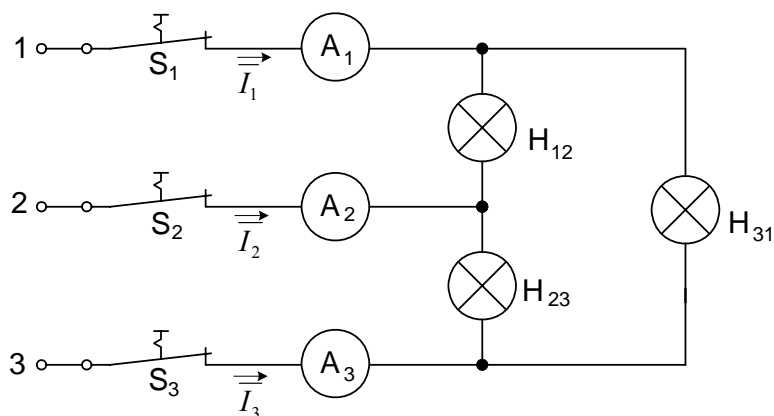 1 S₁ I₁ A₁
H₁₂
2 S₂ I₂ A₂
H₃₁
H₂₃
3 S₃ I₃ A₃